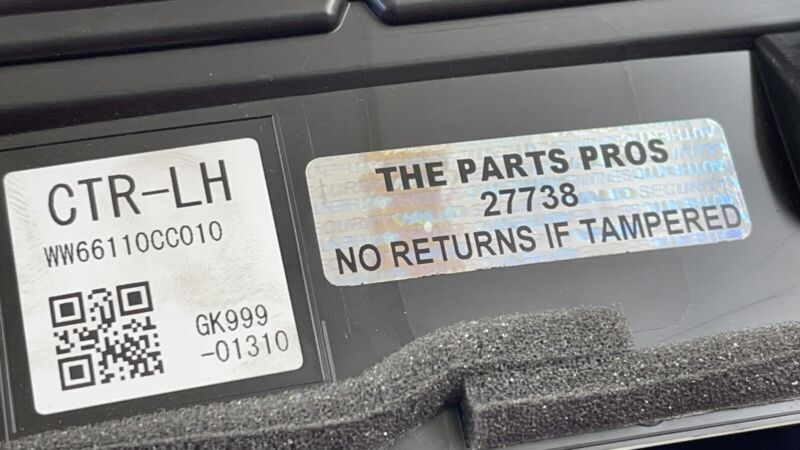 CTR-LH
WW66110CC010
GK999
-01310
THE PARTS PROS
27738
NO RETURNS IF TAMPERED